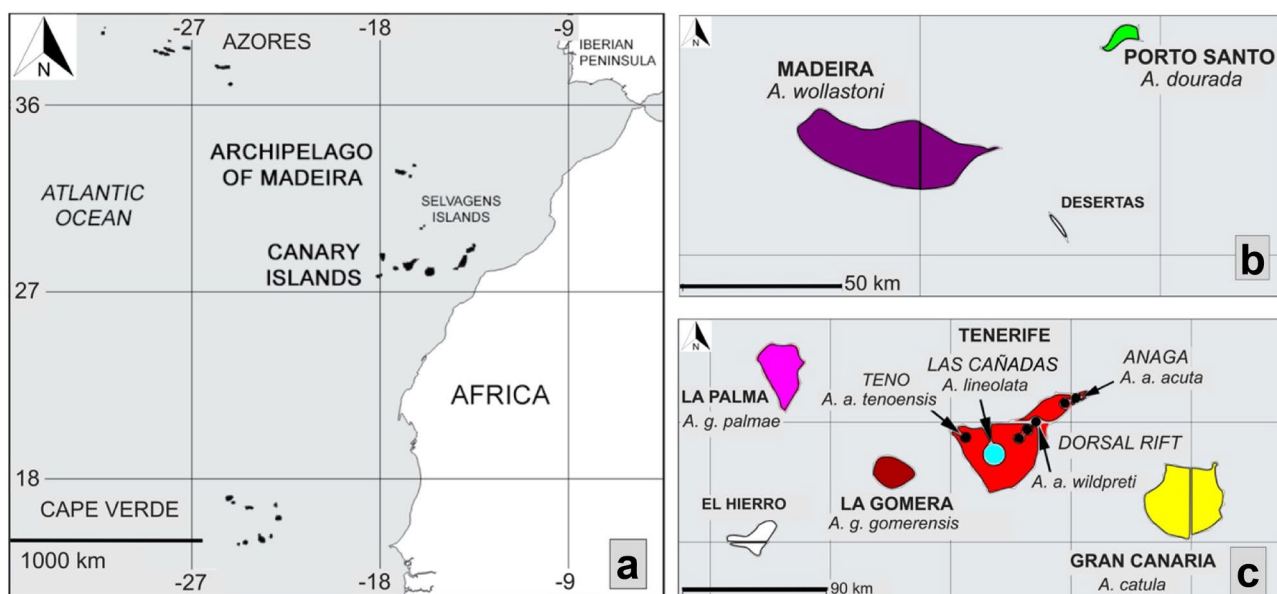 -27
-18
-9
N
AZORES
IBERIAN
PENINSULA
36
ARCHIPELAGO
OF MADEIRA
ATLANTIC
OCEAN
SELVAGENS
ISLANDS
CANARY
ISLANDS
27
AFRICA
18
CAPE VERDE
1000 km
-27
-18
-9
a
N
MADEIRA
A. wollastoni
PORTO SANTO
A. dourada
DESERTAS
50 km
b
N
TENERIFE
LAS CAÑADAS
A. lineolata
ANAGA
A. a. acuta
TENO
A. a. tenoensis
LA PALMA
A. g. palmae
DORSAL RIFT
A. a. wildpreti
EL HIERRO
LA GOMERA
A. g. gomerensis
GRAN CANARIA
A. catula
90 km
c